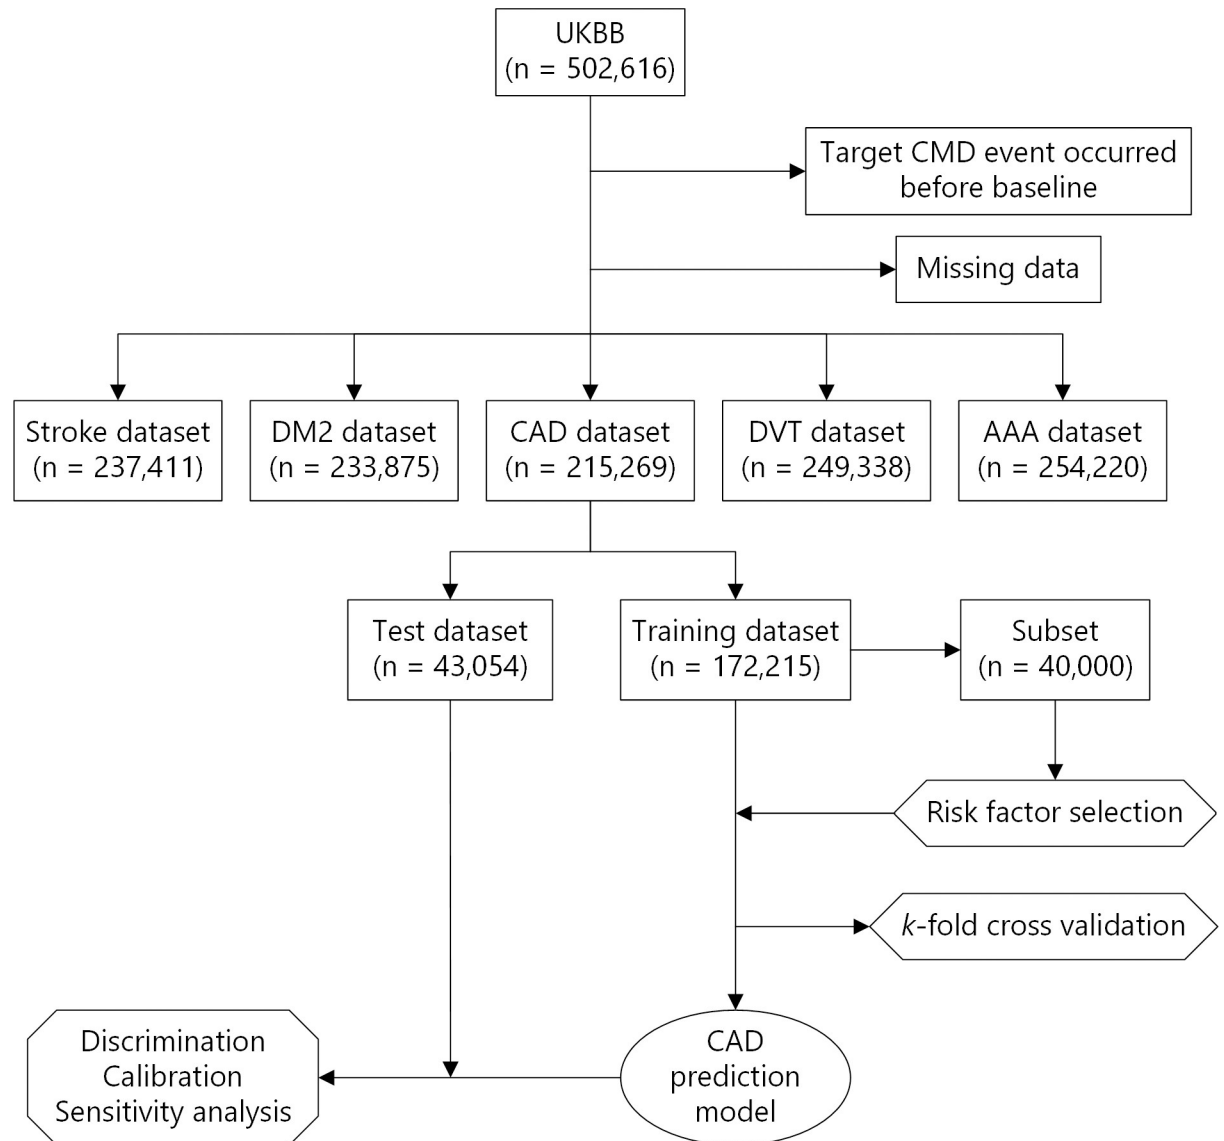 UKBB
(n = 502,616)
Target CMD event occurred
before baseline
Missing data
Stroke dataset
(n = 237,411)
DM2 dataset
(n = 233,875)
CAD dataset
(n = 215,269)
DVT dataset
(n = 249,338)
AAA dataset
(n = 254,220)
Test dataset
(n = 43,054)
Training dataset
(n = 172,215)
Subset
(n = 40,000)
Risk factor selection
k-fold cross validation
Discrimination
Calibration
Sensitivity analysis
CAD
prediction
model